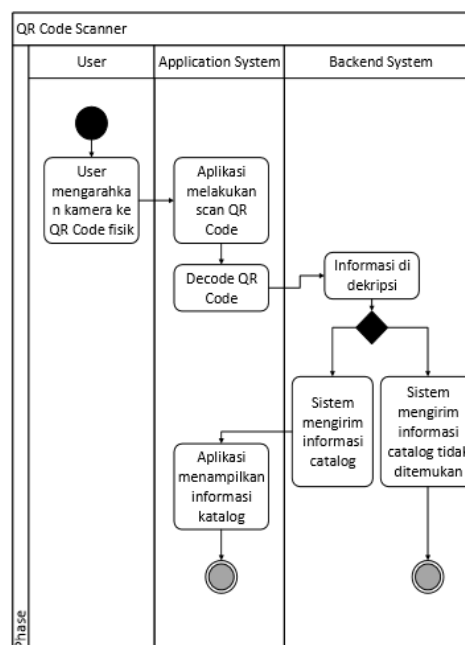 QR Code Scanner
User
Application System
Backend System
User
mengarahka
n kamera ke
QR Code fisik
Aplikasi
melakukan
scan QR
Code
Decode QR
Code
Informasi di
dekripsi
Sistem
mengirim
informasi
catalog
Sistem
mengirim
informasi
catalog tidak
ditemukan
Aplikasi
menampilkan
informasi
katalog
Phase